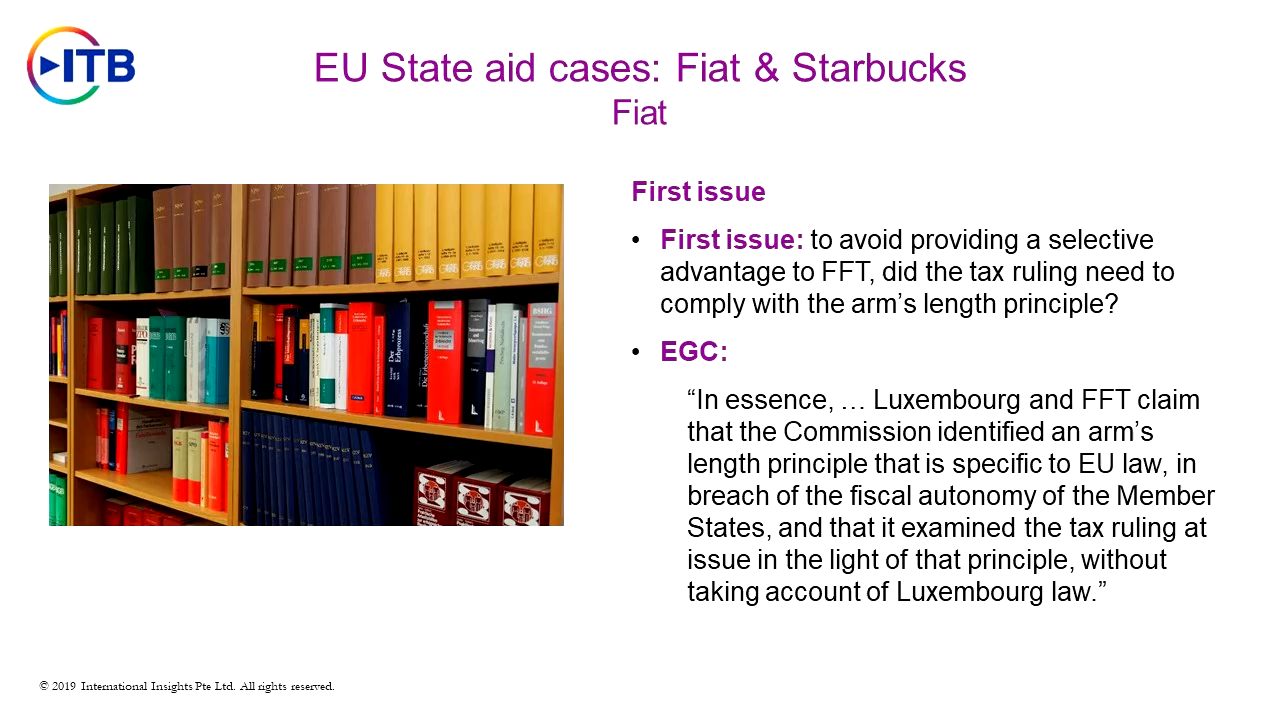 ITB
EU State aid cases: Fiat & Starbucks
Fiat
First issue
• First issue: to avoid providing a selective
advantage to FFT, did the tax ruling need to
comply with the arm’s length principle?
• EGC:
“In essence, … Luxembourg and FFT claim
that the Commission identified an arm’s
length principle that is specific to EU law, in
breach of the fiscal autonomy of the Member
States, and that it examined the tax ruling at
issue in the light of that principle, without
taking account of Luxembourg law.”
BSHG
© 2019 International Insights Pte Ltd. All rights reserved.